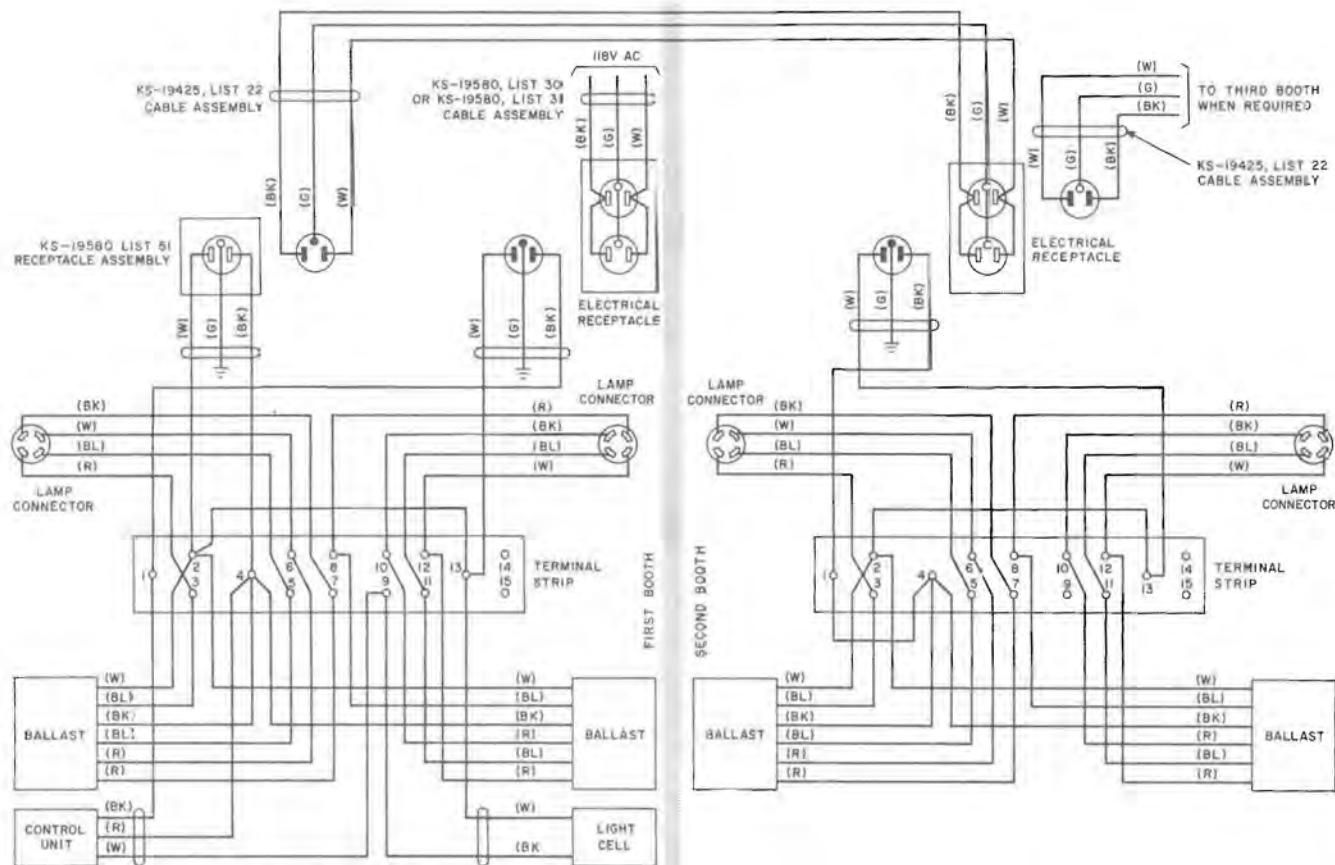 118V AC
KS-19425, LIST 22
CABLE ASSEMBLY
KS-19580, LIST 30
OR KS-19580, LIST 31
CABLE ASSEMBLY
(BK)
(G)
(W)
(BK)
(G)
(W)
(BK)
(G)
(W)
(W)
(G)
(BK)
TO THIRD BOOTH
WHEN REQUIRED
(W)
(G)
(BK)
KS-19425, LIST 22
CABLE ASSEMBLY
KS-19580 LIST 51
RECEPTACLE ASSEMBLY
ELECTRICAL
RECEPTACLE
ELECTRICAL
RECEPTACLE
(W)
(G)
(BK)
(W)
(G)
(BK)
(W)
(G)
(BK)
LAMP
CONNECTOR
(BK)
(W)
(BL)
(R)
(R)
(BK)
(BL)
(W)
LAMP
CONNECTOR
LAMP
CONNECTOR
(BK)
(W)
(BL)
(R)
(R)
(BK)
(BL)
(W)
LAMP
CONNECTOR
1 2 3 4 6 5 8 7 10 9 12 11 13 14 15
TERMINAL
STRIP
FIRST BOOTH
SECOND BOOTH
1 2 3 4 6 5 8 7 10 9 12 11 13 14 15
TERMINAL
STRIP
BALLAST
(W)
(BL)
(BK)
(BL)
(R)
(R)
(W)
(BL)
(BK)
(R)
(BL)
(R)
BALLAST
BALLAST
(W)
(BL)
(BK)
(BL)
(R)
(R)
(W)
(BL)
(BK)
(R)
(BL)
(R)
BALLAST
CONTROL
UNIT
(BK)
(R)
(W)
(W)
(BK
LIGHT
CELL